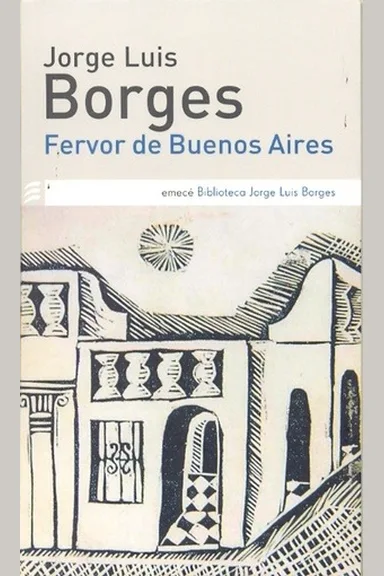 Jorge Luis
Borges
Fervor de Buenos Aires
emecé Biblioteca Jorge Luis Borges